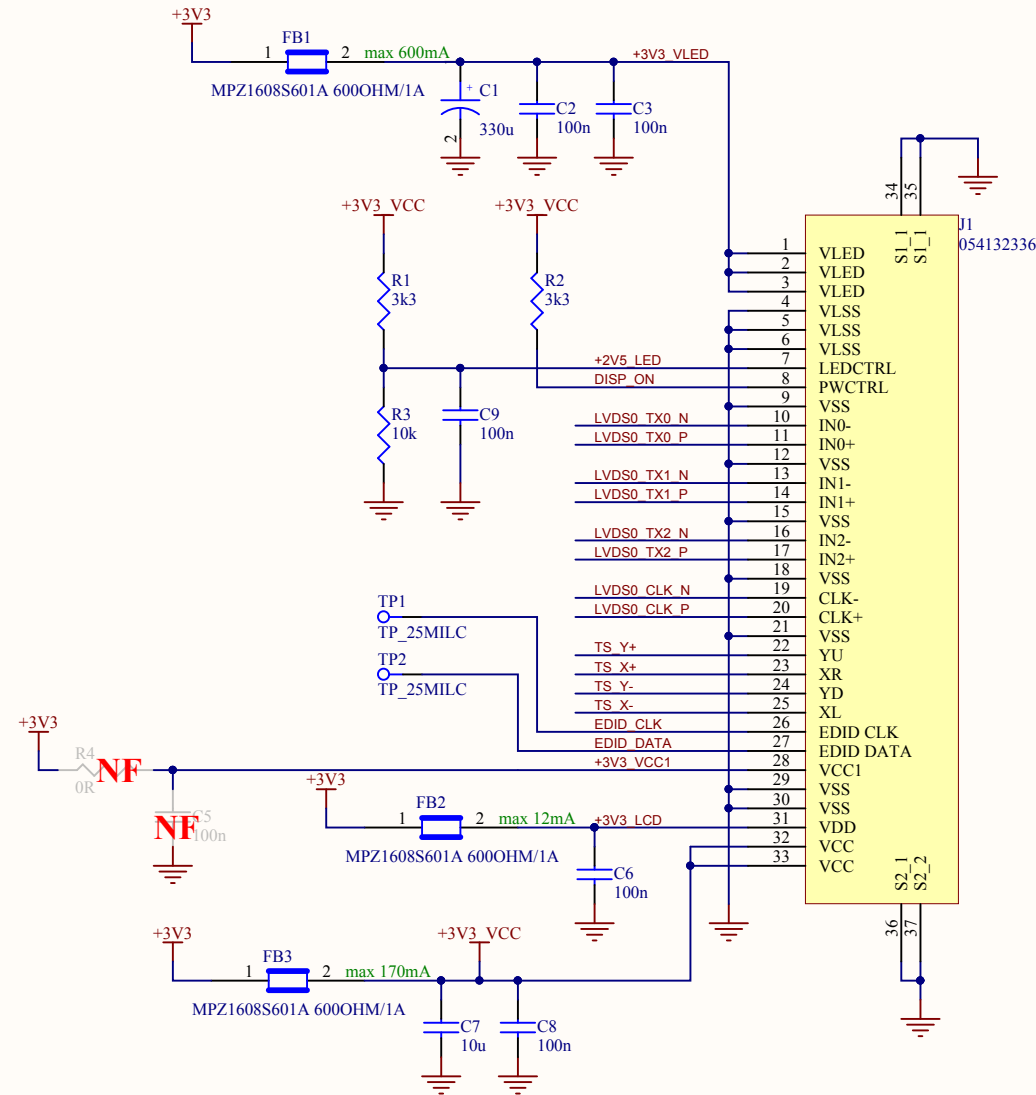 +3V3
FB1
1
2
max 600mA
+3V3_VLED
MPZ1608S601A 600OHM/1A
+
C1
330u
2
C2
100n
C3
100n
34
35
S1_1
S1_1
J1
054132336
+3V3_VCC
+3V3_VCC
R1
3k3
R2
3k3
R3
10k
C9
100n
+2V5_LED
DISP_ON
LVDS0_TX0_N
LVDS0_TX0_P
LVDS0_TX1_N
LVDS0_TX1_P
LVDS0_TX2_N
LVDS0_TX2_P
LVDS0_CLK_N
LVDS0_CLK_P
TS_Y+
TS_X+
TS_Y-
TS_X-
EDID_CLK
EDID_DATA
+3V3_VCC1
1 VLED
2 VLED
3 VLED
4 VLSS
5 VLSS
6 VLSS
7 LEDCTRL
8 PWCTRL
9 VSS
10 IN0-
11 IN0+
12 VSS
13 IN1-
14 IN1+
15 VSS
16 IN2-
17 IN2+
18 VSS
19 CLK-
20 CLK+
21 VSS
22 YU
23 XR
24 YD
25 XL
26 EDID CLK
27 EDID DATA
28 VCC1
29 VSS
30 VSS
31 VDD
32 VCC
33 VCC
TP1
TP_25MILC
TP2
TP_25MILC
+3V3
R4
0R
NF
C5
100n
NF
+3V3
FB2
1
2
max 12mA
+3V3_LCD
MPZ1608S601A 600OHM/1A
C6
100n
S2_1
S2_2
36
37
+3V3
FB3
1
2
max 170mA
+3V3_VCC
MPZ1608S601A 600OHM/1A
C7
10u
C8
100n